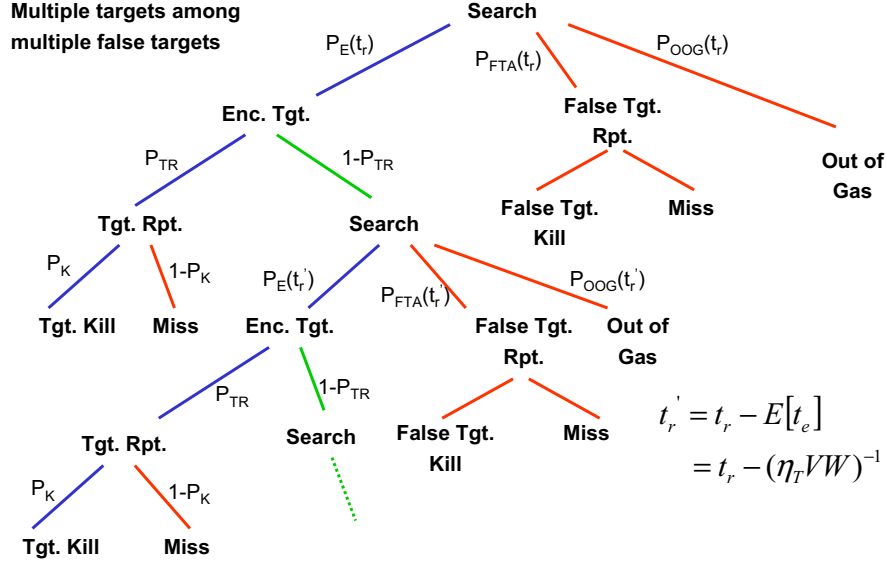 Multiple targets among
multiple false targets
Search
P_E(t_r)
P_FTA(t_r)
P_OOG(t_r)
Enc. Tgt.
False Tgt.
Rpt.
Out of
Gas
P_TR
1-P_TR
Tgt. Rpt.
Search
False Tgt.
Kill
Miss
P_K
1-P_K
P_E(t_r')
P_FTA(t_r')
P_OOG(t_r')
Tgt. Kill
Miss
Enc. Tgt.
False Tgt.
Rpt.
Out of
Gas
P_TR
1-P_TR
Tgt. Rpt.
Search
False Tgt.
Kill
Miss
t_r' = t_r - E[t_e]
= t_r - (η_T VW)^-1
P_K
1-P_K
Tgt. Kill
Miss